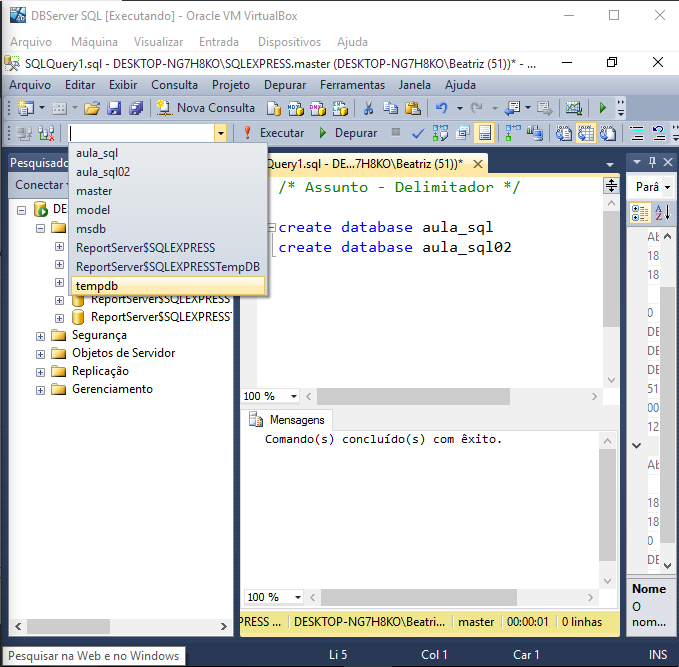 DBServer SQL [Executando] - Oracle VM VirtualBox
Arquivo Máquina Visualizar Entrada Dispositivos Ajuda
SQLQuery1.sql - DESKTOP-NG7H8KO\SQLEXPRESS.master (DESKTOP-NG7H8KO\Beatriz (51))* - ...
Arquivo Editar Exibir Consulta Projeto Depurar Ferramentas Janela Ajuda
Nova Consulta
Executar Depurar
aula_sql
aula_sql02
master
model
msdb
ReportServer$SQLEXPRESS
ReportServer$SQLEXPRESSTempDB
tempdb
Pesquisado
Conectar
DE
ReportServer$SQLEXPRESS
ReportServer$SQLEXPRESS
Segurança
Objetos de Servidor
Replicação
Gerenciamento
Query1.sql - DE...7H8KO\Beatriz (51))*
/* Assunto - Delimitador */
create database aula_sql
create database aula_sql02
100 %
Mensagens
Comando(s) concluído(s) com êxito.
100 %
PRESS ... DESKTOP-NG7H8KO\Beatri... master 00:00:01 0 linhas
Parâ
Ab
18
18
0
DE
DE
DE
51
00
12
Ab
18
18
0
DE
Nome
O
nom...
Pesquisar na Web e no Windows
Li 5 Col 1 Car 1 INS